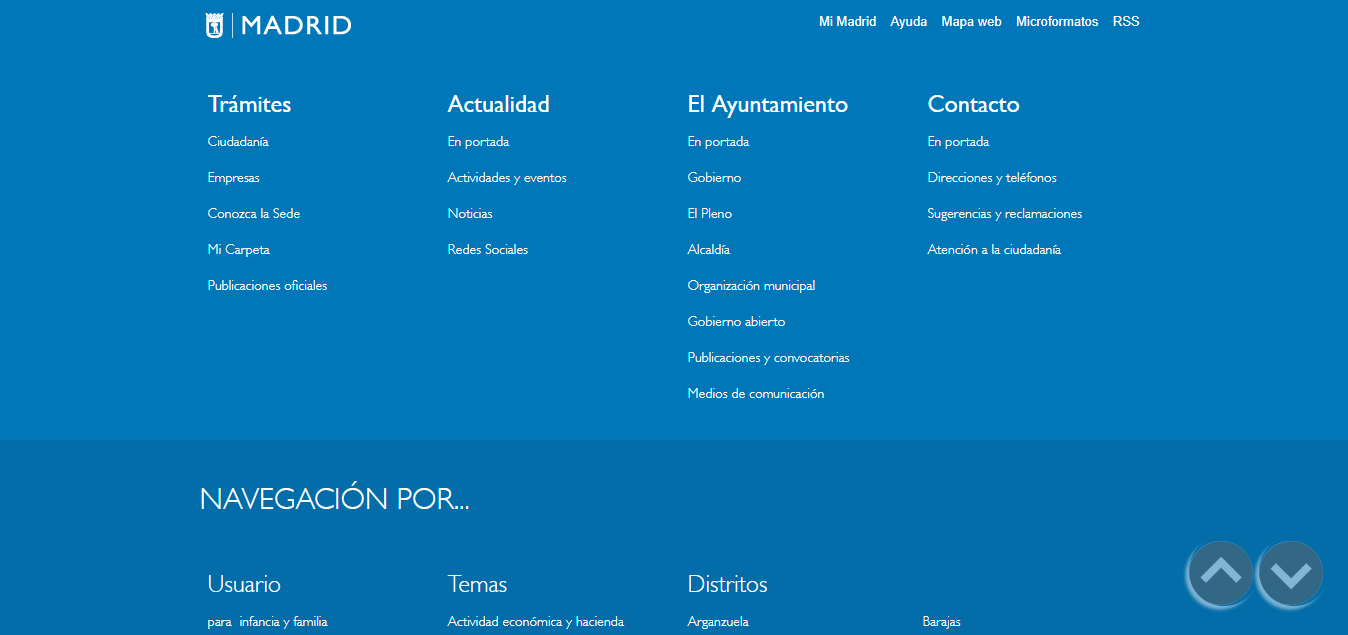 MADRID
Mi Madrid Ayuda Mapa web Microformatos RSS
Trámites
Ciudadanía
Empresas
Conozca la Sede
Mi Carpeta
Publicaciones oficiales
Actualidad
En portada
Actividades y eventos
Noticias
Redes Sociales
El Ayuntamiento
En portada
Gobierno
El Pleno
Alcaldía
Organización municipal
Gobierno abierto
Publicaciones y convocatorias
Medios de comunicación
Contacto
En portada
Direcciones y teléfonos
Sugerencias y reclamaciones
Atención a la ciudadanía
NAVEGACIÓN POR...
Usuario
para infancia y familia
Temas
Actividad económica y hacienda
Distritos
Arganzuela
Barajas